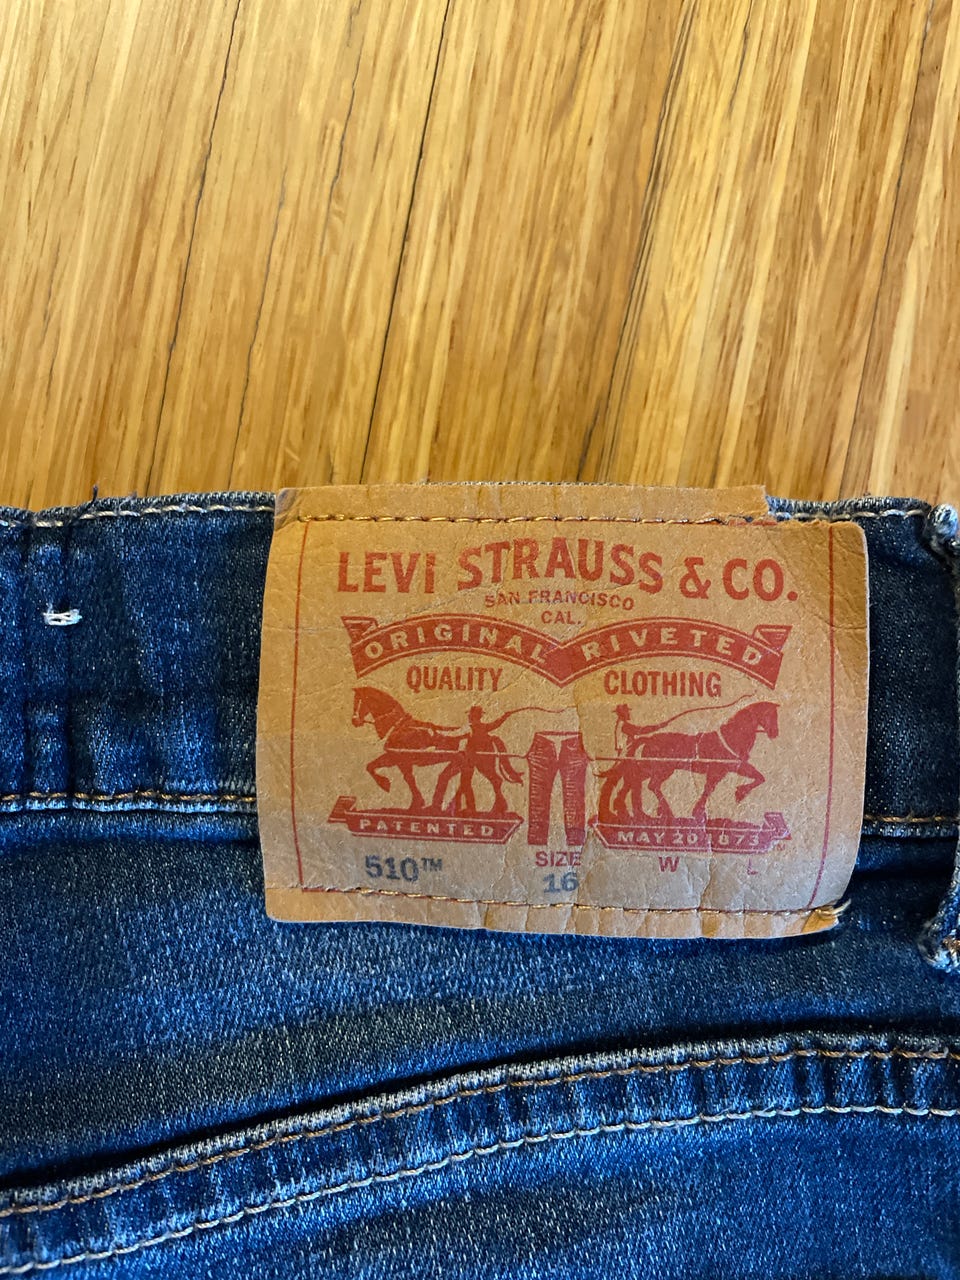 LEVI STRAUSS & CO.
SAN FRANCISCO
CAL.
ORIGINAL RIVETED
QUALITY CLOTHING
PATENTED MAY 20 1873
510™ SIZE W L
16